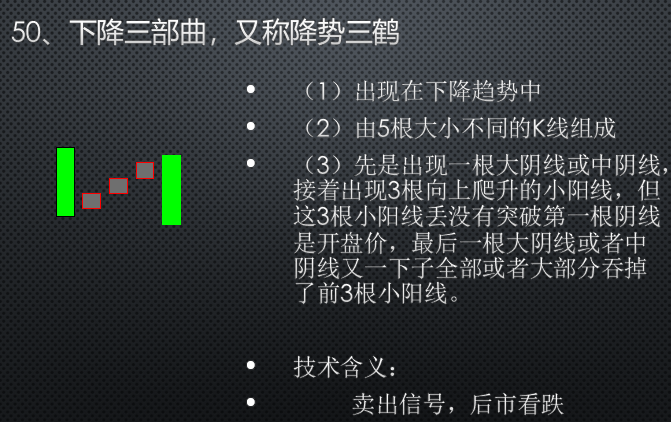 50、下降三部曲，又称降势三鹤
• （1）出现在下降趋势中
• （2）由5根大小不同的K线组成
• （3）先是出现一根大阴线或中阴线，
接着出现3根向上爬升的小阳线，但
这3根小阳线丢没有突破第一根阴线
是开盘价，最后一根大阴线或者中
阴线又一下子全部或者大部分吞掉
了前3根小阳线。
• 技术含义：
• 卖出信号，后市看跌